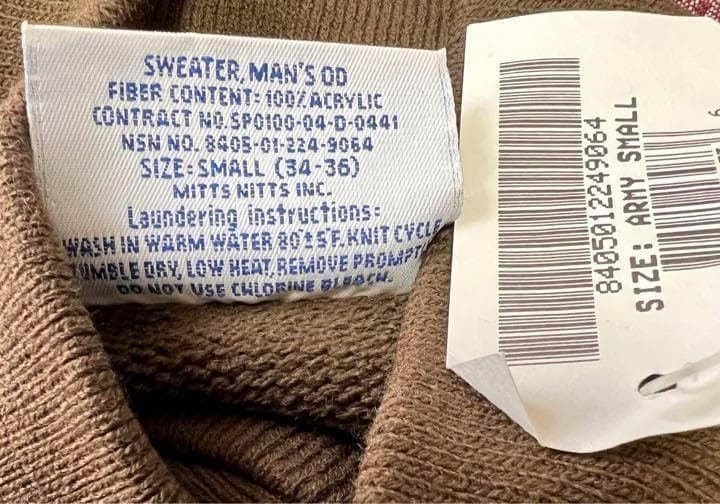 SWEATER, MAN'S OD
FIBER CONTENT: 100% ACRYLIC
CONTRACT NO. SPO100-04-D-0441
NSN NO. 8405-01-224-9064
SIZE: SMALL (34-36)
MITTS NITTS INC.
Laundering instructions:
WASH IN WARM WATER 80±5°F. KNIT CYCLE
TUMBLE DRY, LOW HEAT, REMOVE PROMPT
DO NOT USE CHLORINE BLEACH.
8405012249064
SIZE: ARMY SMALL